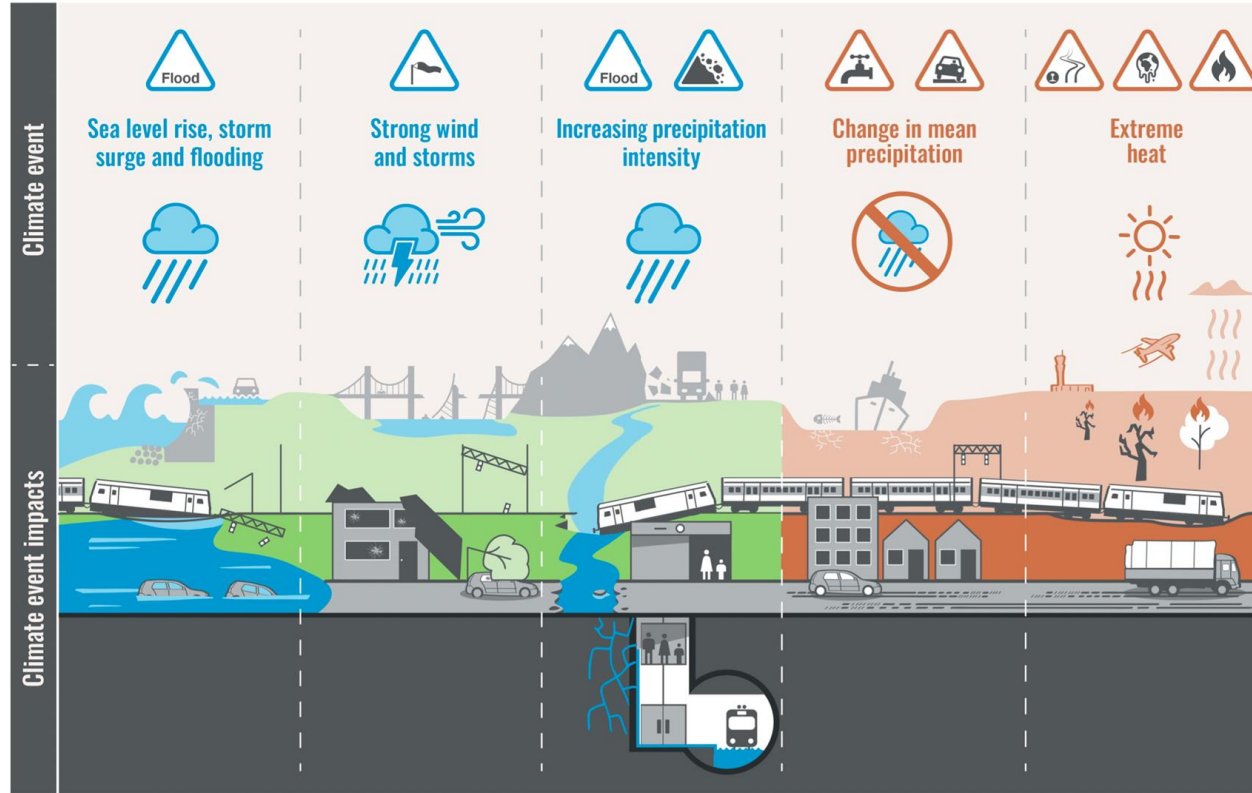 Climate event
Flood
Sea level rise, storm
surge and flooding
Strong wind
and storms
Flood
Increasing precipitation
intensity
Change in mean
precipitation
Extreme
heat
Climate event impacts